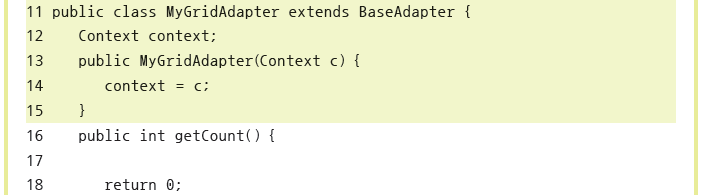 11 public class MyGridAdapter extends BaseAdapter {
12 Context context;
13 public MyGridAdapter(Context c) {
14 context = c;
15 }
16 public int getCount() {
17
18 return 0;